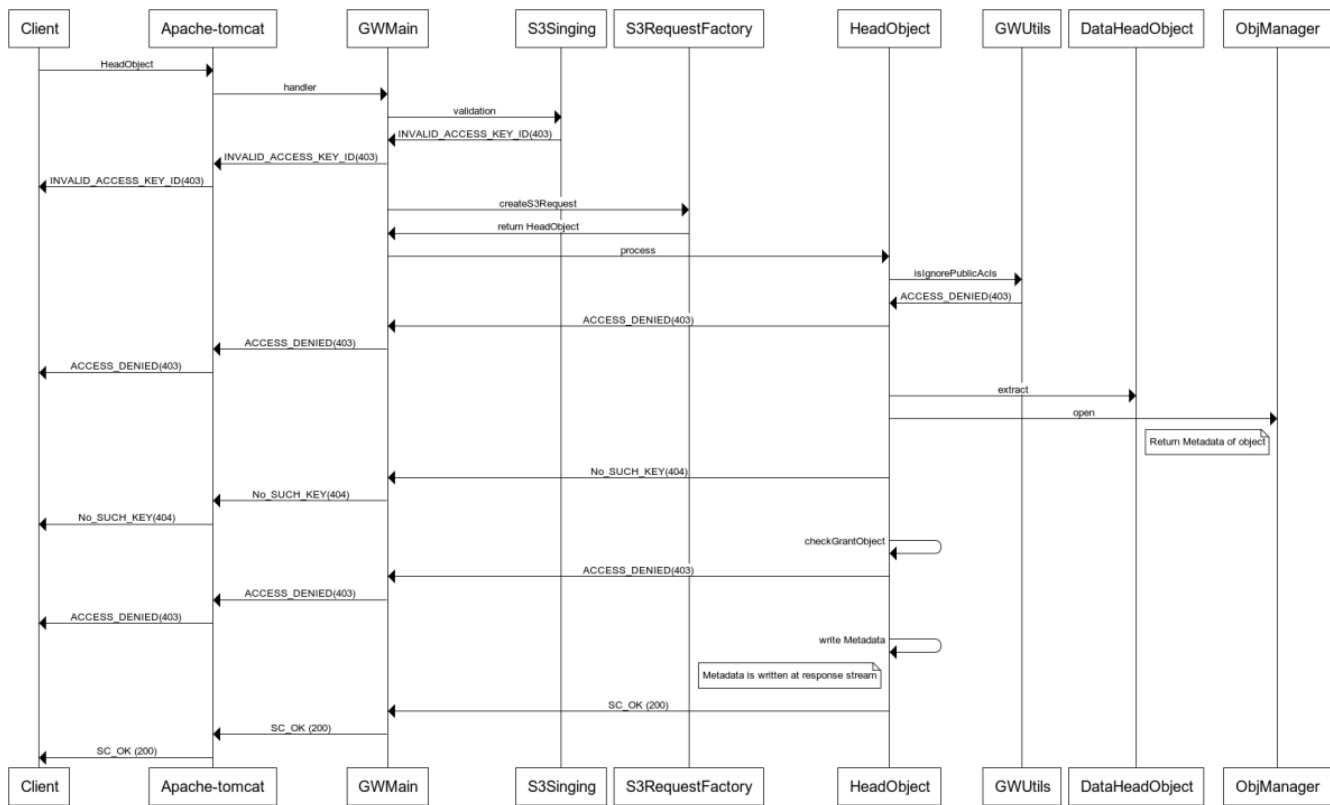 Client
Apache-tomcat
GWMain
S3Singing
S3RequestFactory
HeadObject
GWUtils
DataHeadObject
ObjManager
HeadObject
handler
validation
INVALID_ACCESS_KEY_ID(403)
INVALID_ACCESS_KEY_ID(403)
INVALID_ACCESS_KEY_ID(403)
createS3Request
return HeadObject
process
isIgnorePublicAcls
ACCESS_DENIED(403)
ACCESS_DENIED(403)
ACCESS_DENIED(403)
ACCESS_DENIED(403)
extract
open
Return Metadata of object
No_SUCH_KEY(404)
No_SUCH_KEY(404)
No_SUCH_KEY(404)
checkGrantObject
ACCESS_DENIED(403)
ACCESS_DENIED(403)
ACCESS_DENIED(403)
write Metadata
Metadata is written at response stream
SC_OK (200)
SC_OK (200)
SC_OK (200)
Client
Apache-tomcat
GWMain
S3Singing
S3RequestFactory
HeadObject
GWUtils
DataHeadObject
ObjManager